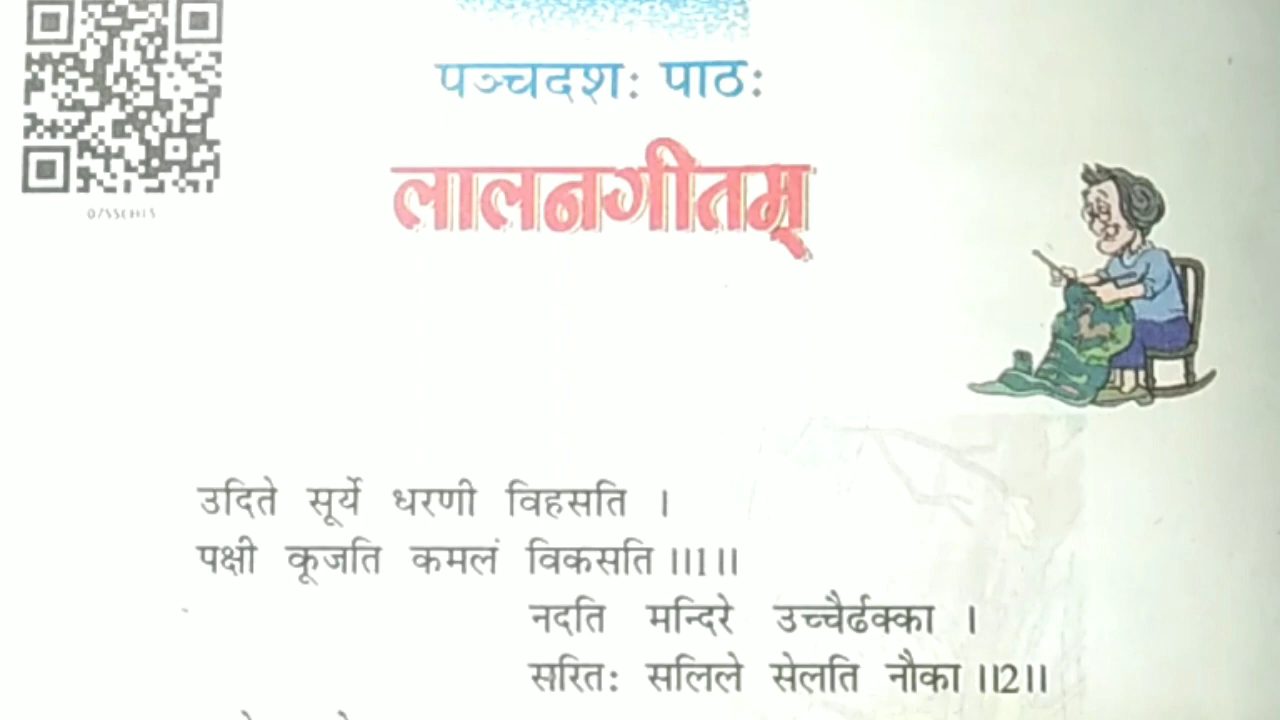 0755CH15
पञ्चदशः पाठः
लालनगीतम्
उदिते सूर्ये धरणी विहसति ।
पक्षी कूजति कमलं विकसति ॥1॥
नदति मन्दिरे उच्चैर्ढक्का ।
सरितः सलिले सेलति नौका ॥2॥